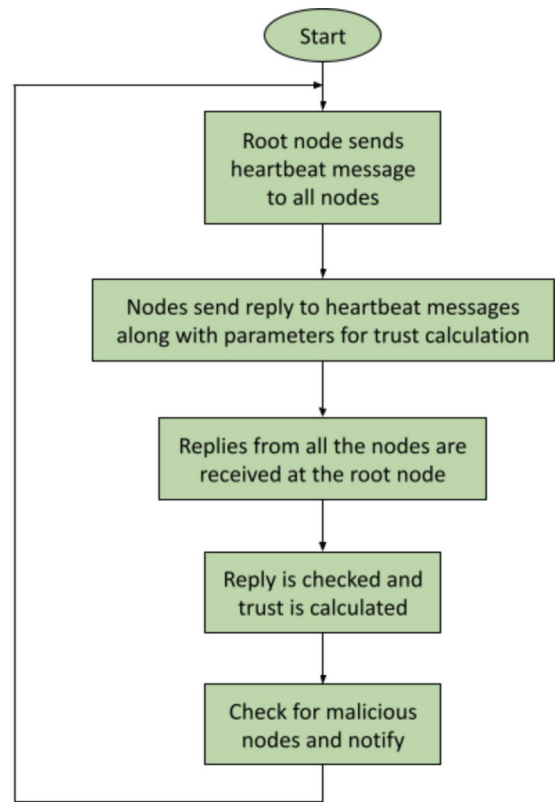 Start
Root node sends
heartbeat message
to all nodes
Nodes send reply to heartbeat messages
along with parameters for trust calculation
Replies from all the nodes are
received at the root node
Reply is checked and
trust is calculated
Check for malicious
nodes and notify